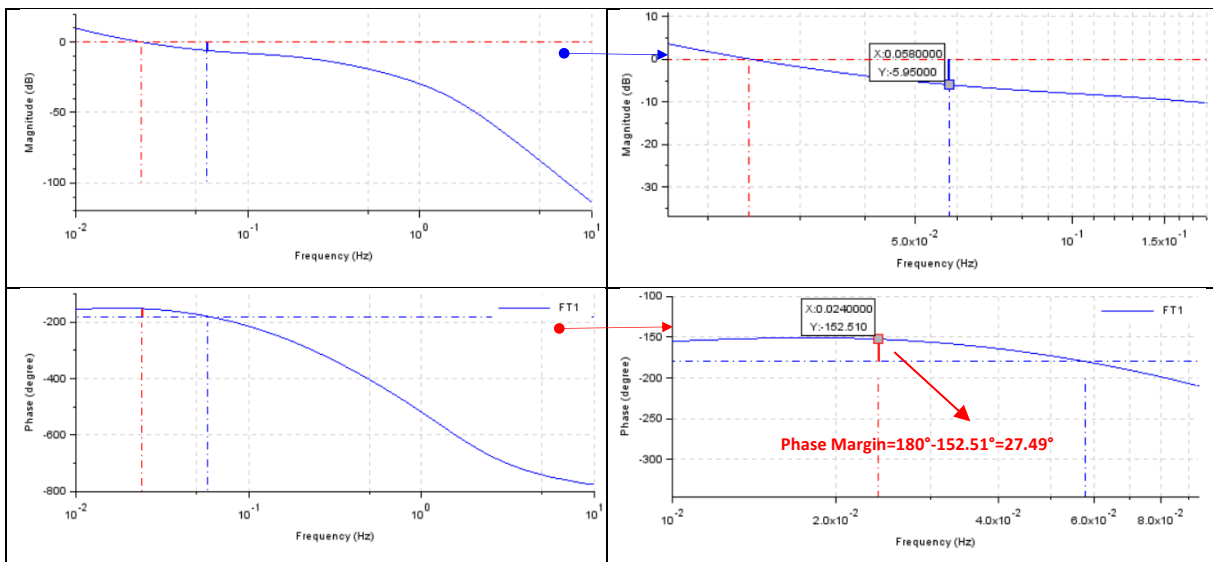 0
-50
-100
Magnitude (dB)
10^-2
10^-1
10^0
10^1
Frequency (Hz)
10
0
-10
-20
-30
Magnitude (dB)
X:0.0580000
Y:-5.95000
5.0x10^-2
10^-1
1.5x10^-1
Frequency (Hz)
FT1
-200
-400
-600
-800
Phase (degree)
10^-2
10^-1
10^0
10^1
Frequency (Hz)
-100
-150
-200
-250
-300
Phase (degree)
X:0.0240000
Y:-152.510
FT1
Phase Margin=180°-152.51°=27.49°
10^-2
2.0x10^-2
4.0x10^-2
6.0x10^-2
8.0x10^-2
Frequency (Hz)